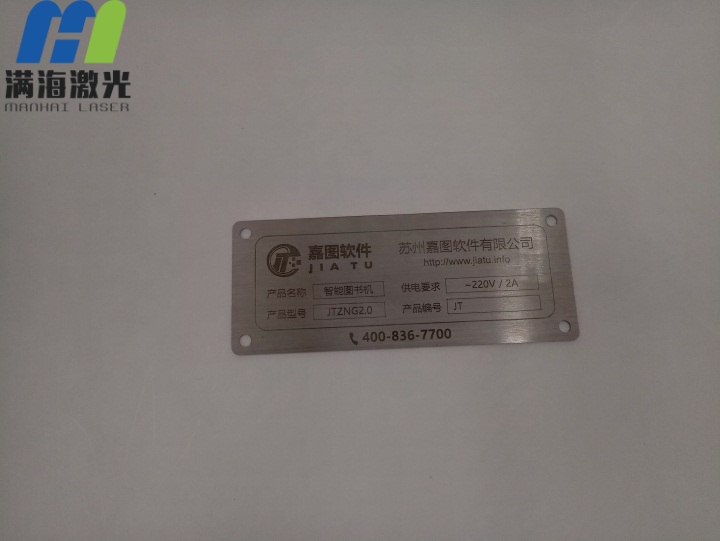 满海激光
MANHAI LASER
嘉图软件
JIA TU
苏州嘉图软件有限公司
http://www.jiatu.info
产品名称 智能图书机 供电要求 ~220V / 2A
产品型号 JTZNG2.0 产品编号 JT
400-836-7700